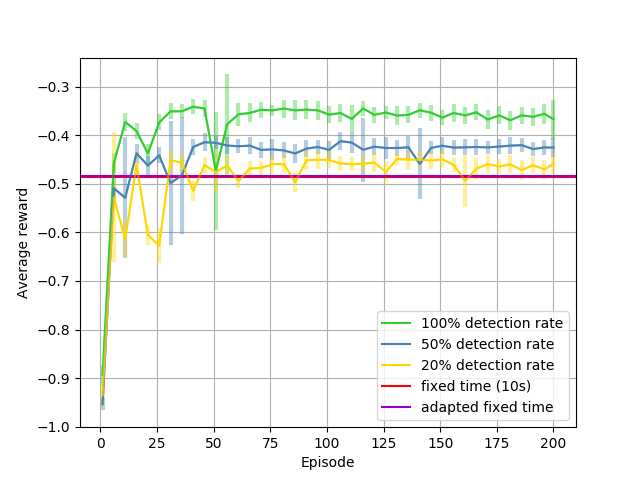 −0.3
−0.4
−0.5
−0.6
−0.7
−0.8
−0.9
−1.0
Average reward
0 25 50 75 100 125 150 175 200
Episode
100% detection rate
50% detection rate
20% detection rate
fixed time (10s)
adapted fixed time